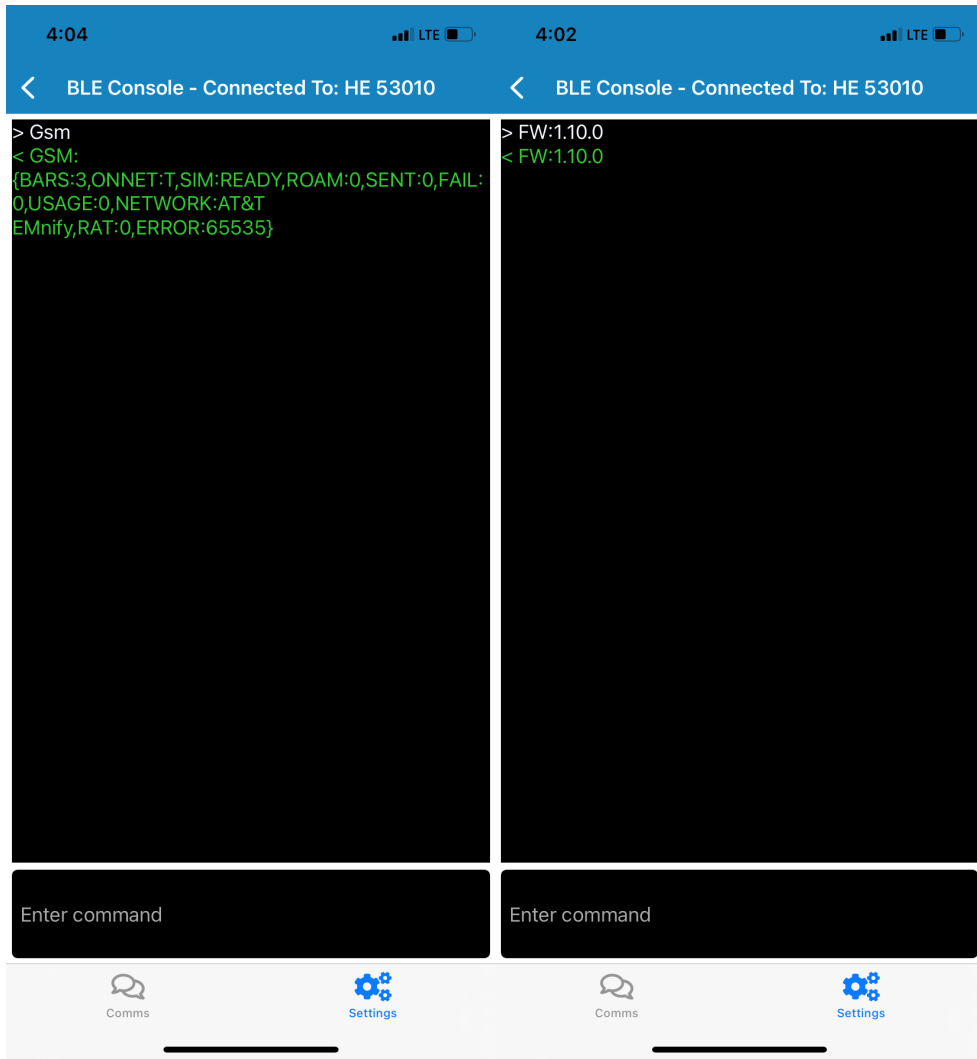 4:04
LTE
BLE Console - Connected To: HE 53010
> Gsm
< GSM:
{BARS:3,ONNET:T,SIM:READY,ROAM:0,SENT:0,FAIL:
0,USAGE:0,NETWORK:AT&T
EMnify,RAT:0,ERROR:65535}
Enter command
Comms
Settings
4:02
LTE
BLE Console - Connected To: HE 53010
> FW:1.10.0
< FW:1.10.0
Enter command
Comms
Settings